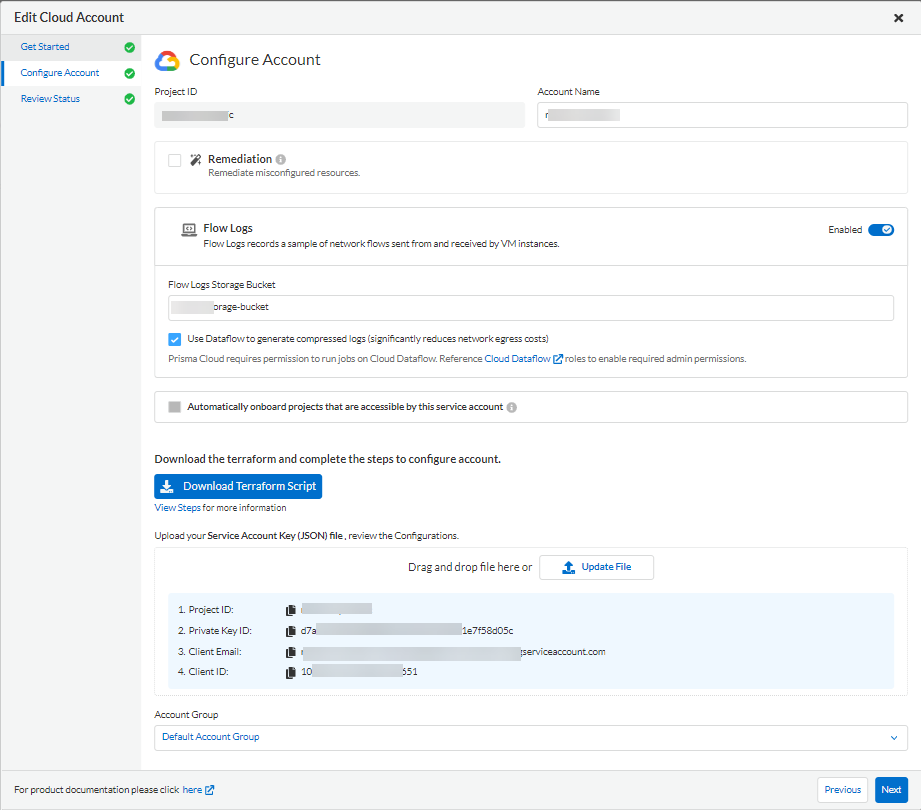 Edit Cloud Account
Get Started
Configure Account
Review Status
Configure Account
Project ID
Account Name
Remediation
Remediate misconfigured resources.
Flow Logs
Flow Logs records a sample of network flows sent from and received by VM instances.
Enabled
Flow Logs Storage Bucket
orage-bucket
Use Dataflow to generate compressed logs (significantly reduces network egress costs)
Prisma Cloud requires permission to run jobs on Cloud Dataflow. Reference Cloud Dataflow roles to enable required admin permissions.
Automatically onboard projects that are accessible by this service account
Download the terraform and complete the steps to configure account.
Download Terraform Script
View Steps for more information
Upload your Service Account Key (JSON) file, review the Configurations.
Drag and drop file here or Update File
1. Project ID:
2. Private Key ID: d7a 1e7f58d05c
3. Client Email: serviceaccount.com
4. Client ID: 10 651
Account Group
Default Account Group
For product documentation please click here
Previous
Next